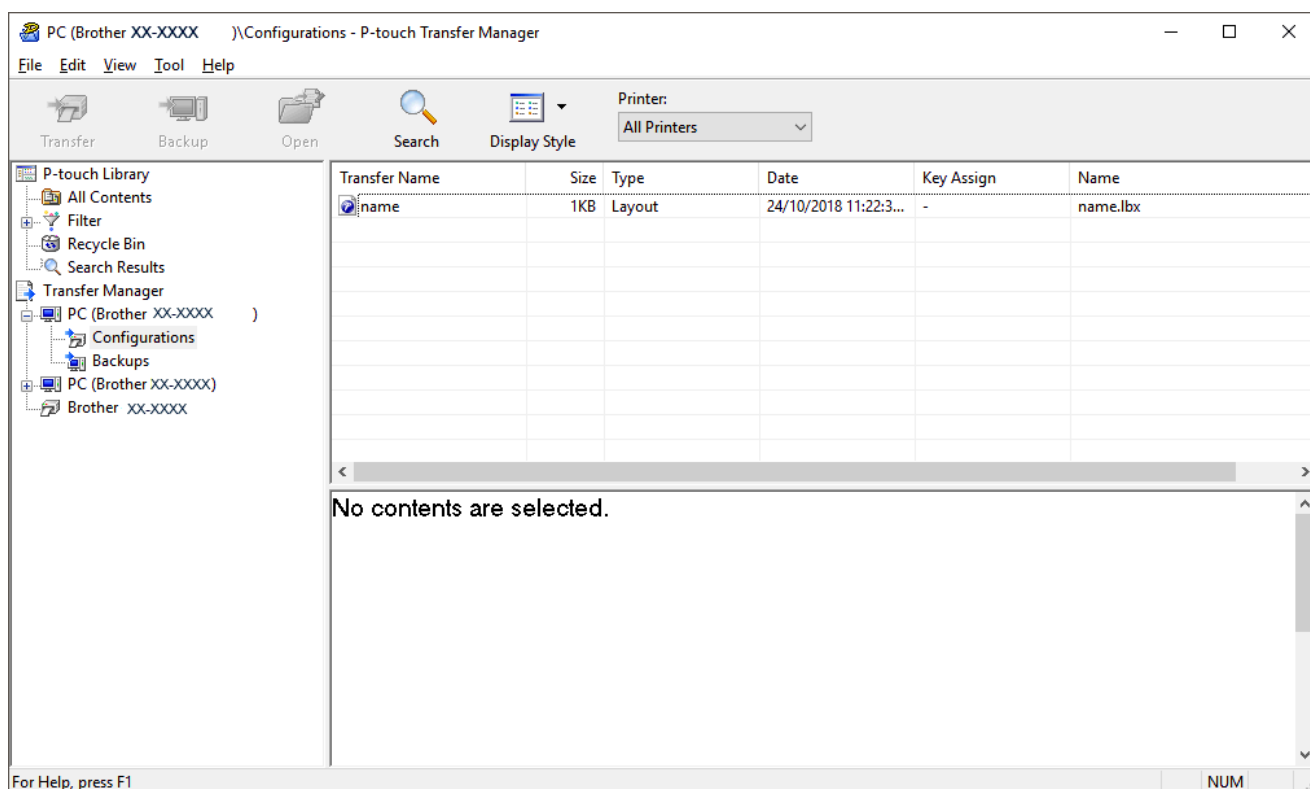 PC (Brother XX-XXXX )\Configurations - P-touch Transfer Manager
File Edit View Tool Help
Transfer Backup Open Search Display Style
Printer:
All Printers
P-touch Library
All Contents
Filter
Recycle Bin
Search Results
Transfer Manager
PC (Brother XX-XXXX )
Configurations
Backups
PC (Brother XX-XXXX)
Brother XX-XXXX
Transfer Name Size Type Date Key Assign Name
name 1KB Layout 24/10/2018 11:22:3... - name.lbx
No contents are selected.
For Help, press F1 NUM